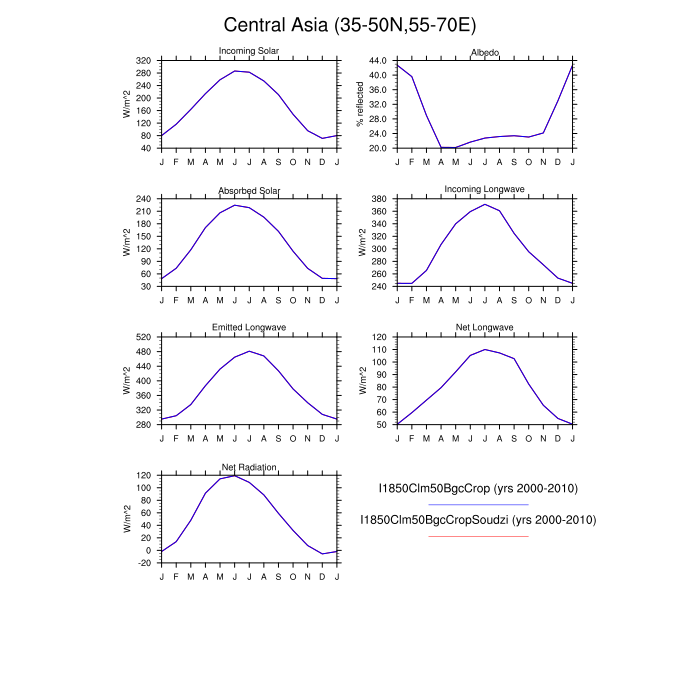 Central Asia (35-50N,55-70E)
Incoming Solar
W/m^2
320
280
240
200
160
120
80
40
J F M A M J J A S O N D J
Albedo
% reflected
44.0
40.0
36.0
32.0
28.0
24.0
20.0
J F M A M J J A S O N D J
Absorbed Solar
W/m^2
240
210
180
150
120
90
60
30
J F M A M J J A S O N D J
Incoming Longwave
W/m^2
380
360
340
320
300
280
260
240
J F M A M J J A S O N D J
Emitted Longwave
W/m^2
520
480
440
400
360
320
280
J F M A M J J A S O N D J
Net Longwave
W/m^2
120
110
100
90
80
70
60
50
J F M A M J J A S O N D J
Net Radiation
W/m^2
120
100
80
60
40
20
0
-20
J F M A M J J A S O N D J
I1850Clm50BgcCrop (yrs 2000-2010)
I1850Clm50BgcCropSoudzi (yrs 2000-2010)